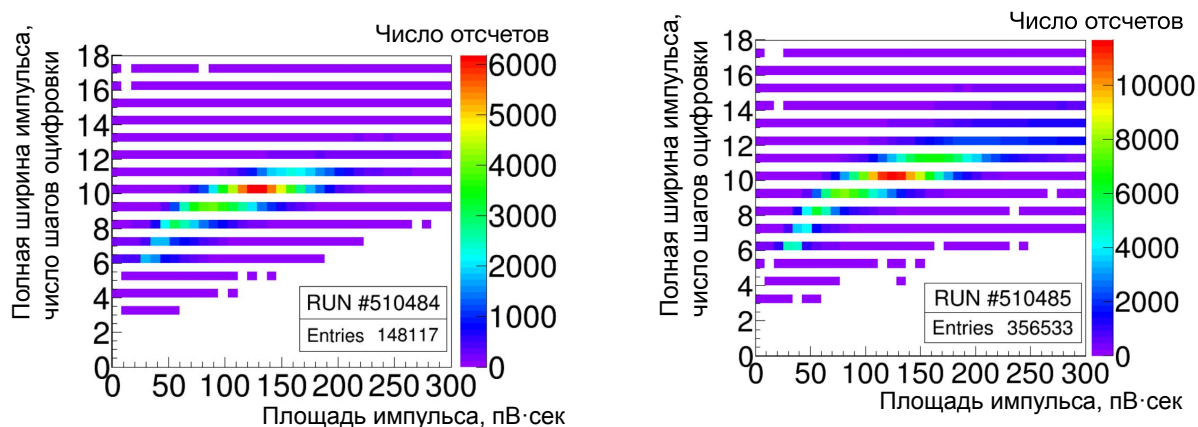 Полная ширина импульса,
число шагов оцифровки
Число отсчетов
18
16
14
12
10
8
6
4
2
0
0 50 100 150 200 250 300
Площадь импульса, пВ·сек
RUN #510484
Entries 148117
6000
5000
4000
3000
2000
1000
0
Полная ширина импульса,
число шагов оцифровки
Число отсчетов
18
16
14
12
10
8
6
4
2
0
0 50 100 150 200 250 300
Площадь импульса, пВ·сек
RUN #510485
Entries 356533
10000
8000
6000
4000
2000
0